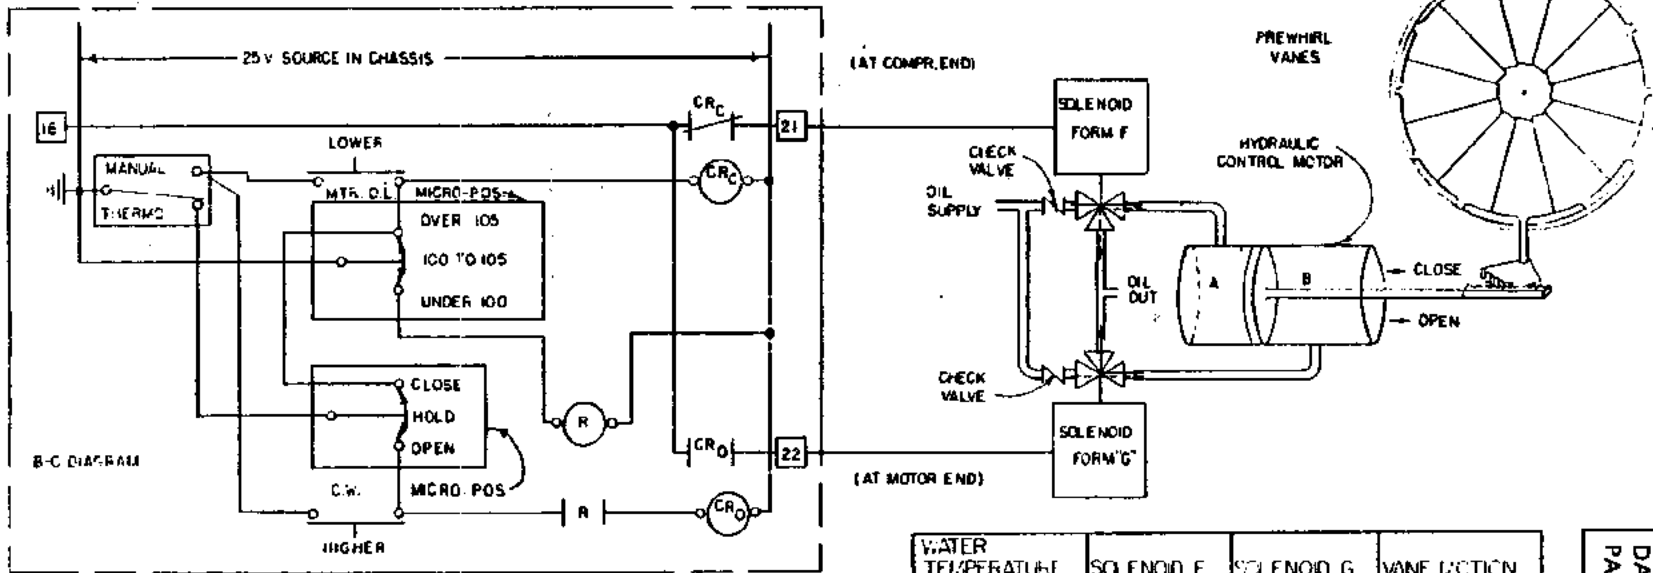 25 V SOURCE IN CHASSIS
(AT COMPR. END)
PREWHIRL
VANES
16
CRC
21
SOLENOID
FORM F
LOWER
CHECK
VALVE
HYDRAULIC
CONTROL MOTOR
MANUAL
THERMO
MTR. O.L.
MICRO-POS
CRC
OIL
SUPPLY
OVER 105
100 TO 105
UNDER 100
A
B
CLOSE
OPEN
OIL
OUT
CLOSE
HOLD
OPEN
R
CHECK
VALVE
CRO
22
SOLENOID
FORM "G"
B-C DIAGRAM
C.W.
MICRO-POS
(AT MOTOR END)
R
CRO
HIGHER
WATER
TEMPERATURE
SOLENOID F
SOLENOID G
VANE
DA
PA